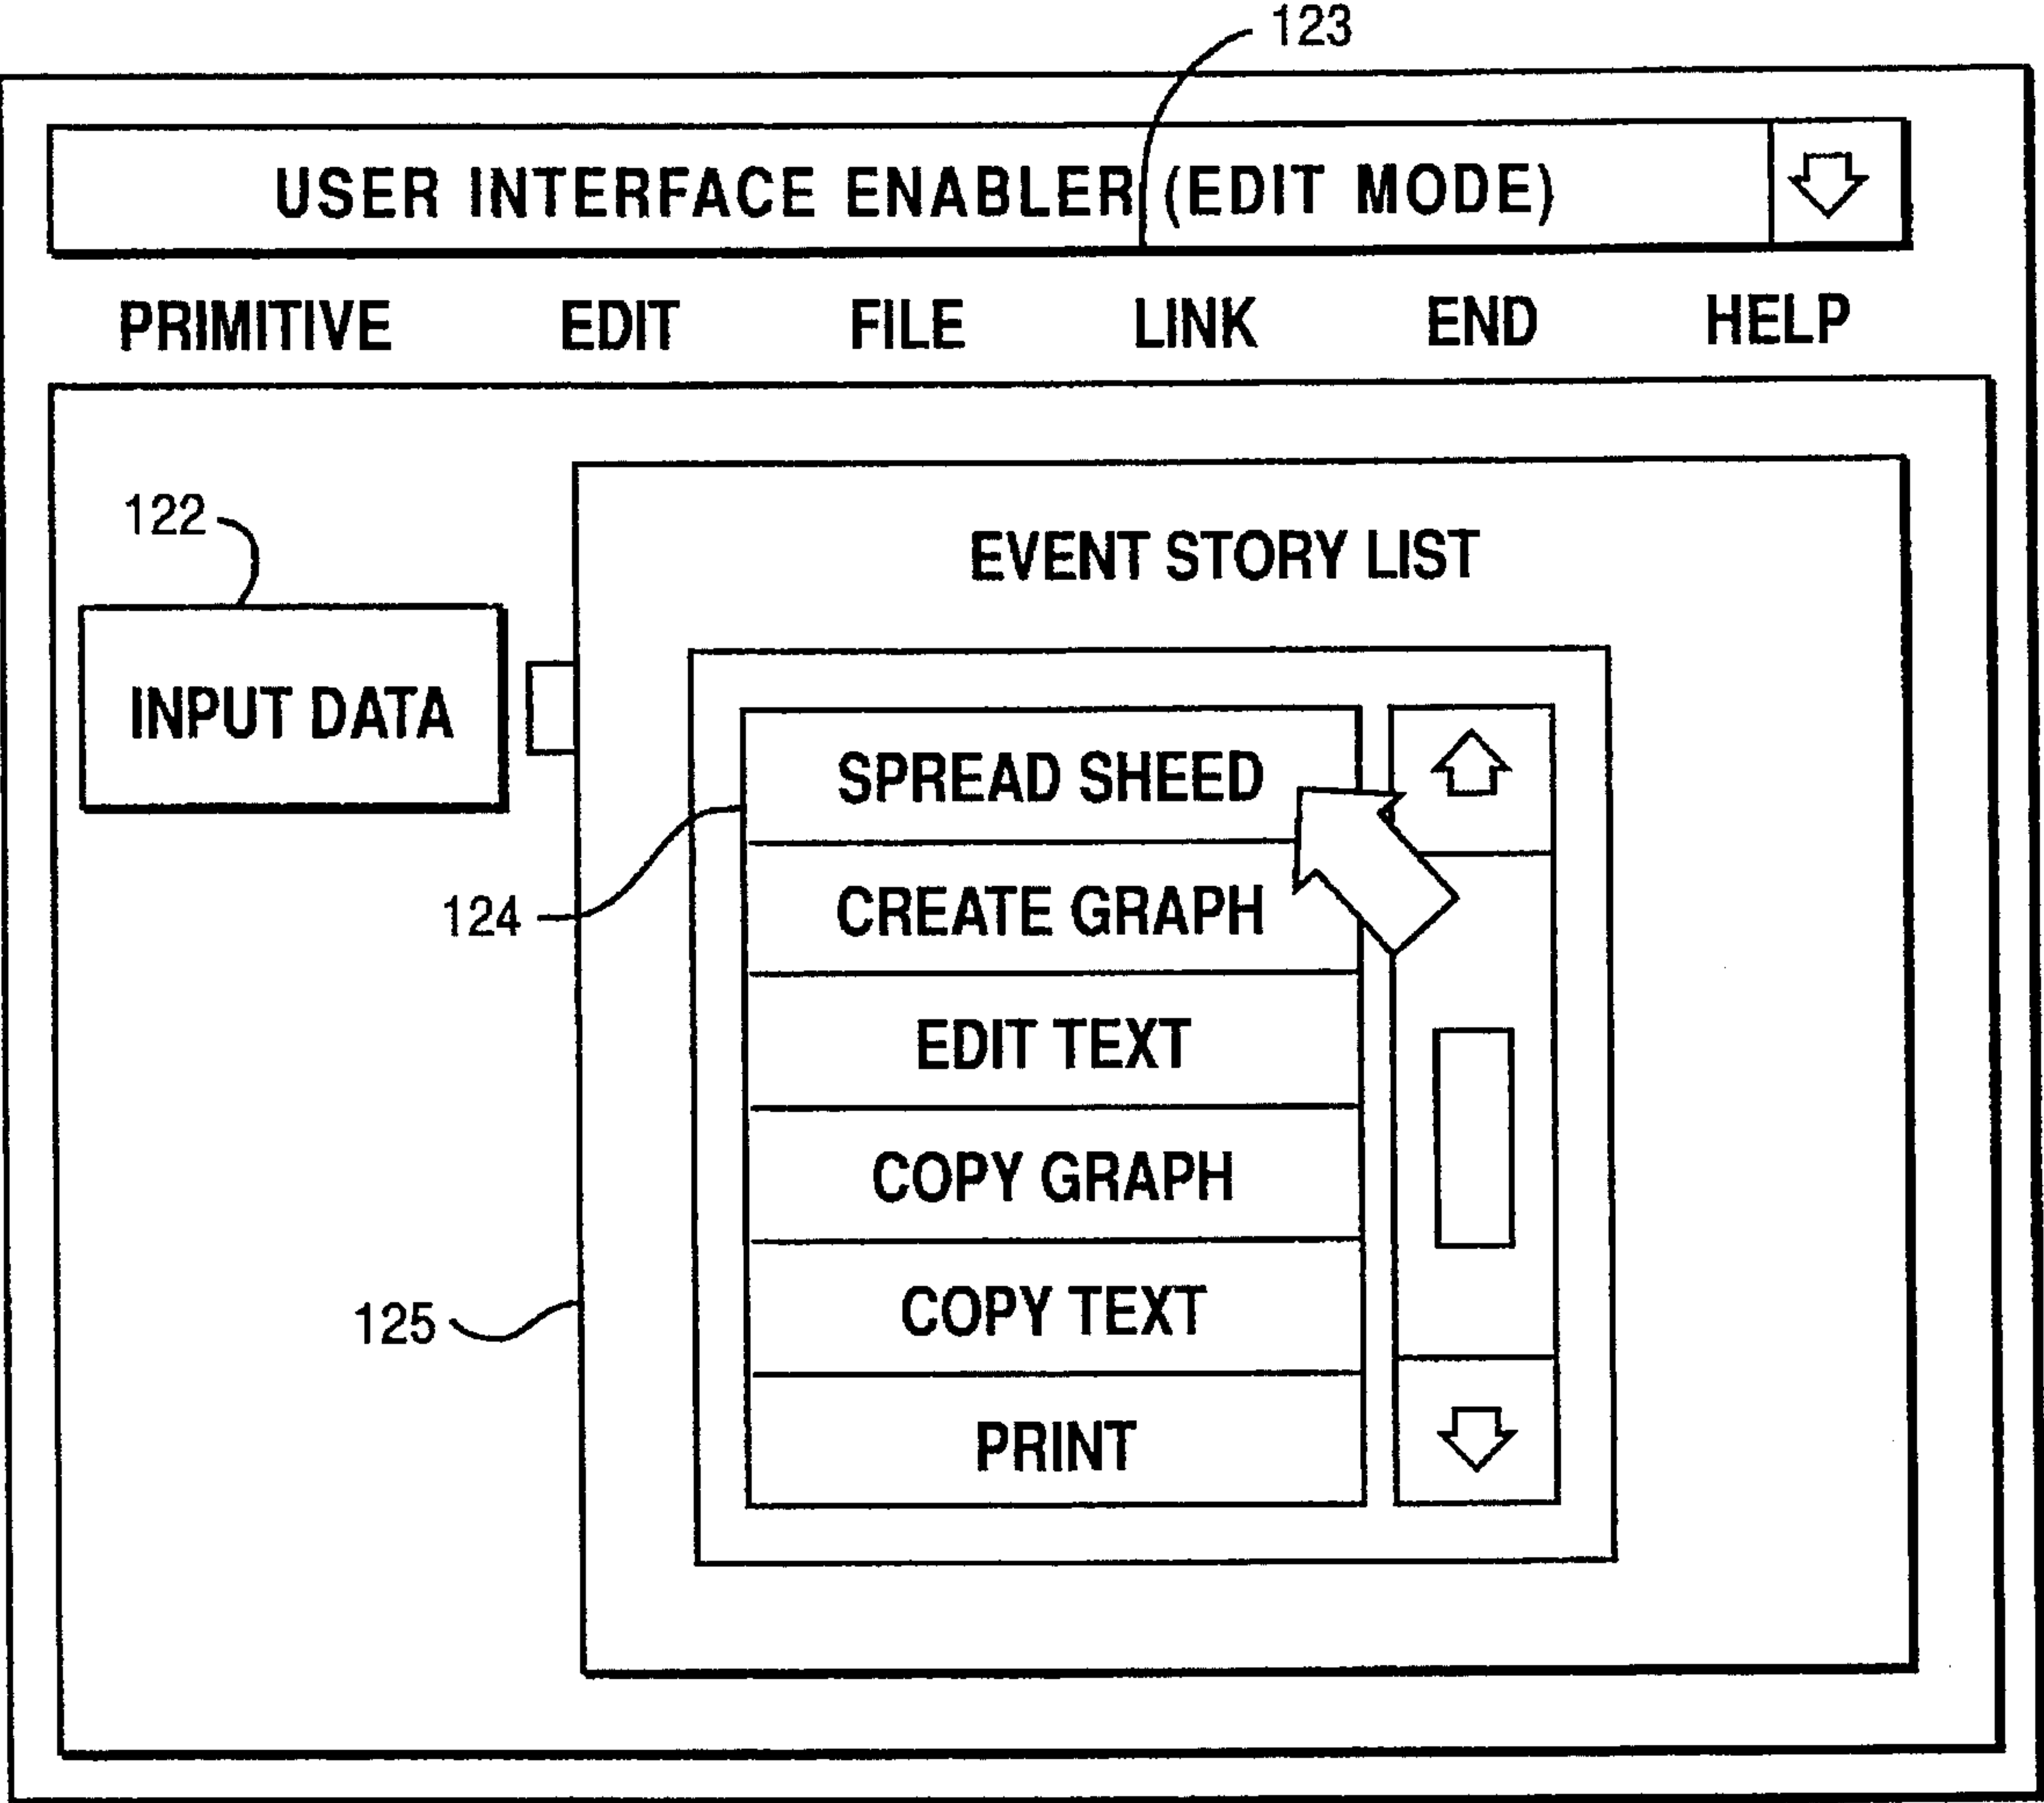 123
USER INTERFACE ENABLER (EDIT MODE)
PRIMITIVE EDIT FILE LINK END HELP
122
EVENT STORY LIST
INPUT DATA
SPREAD SHEED
124
CREATE GRAPH
EDIT TEXT
COPY GRAPH
125
COPY TEXT
PRINT